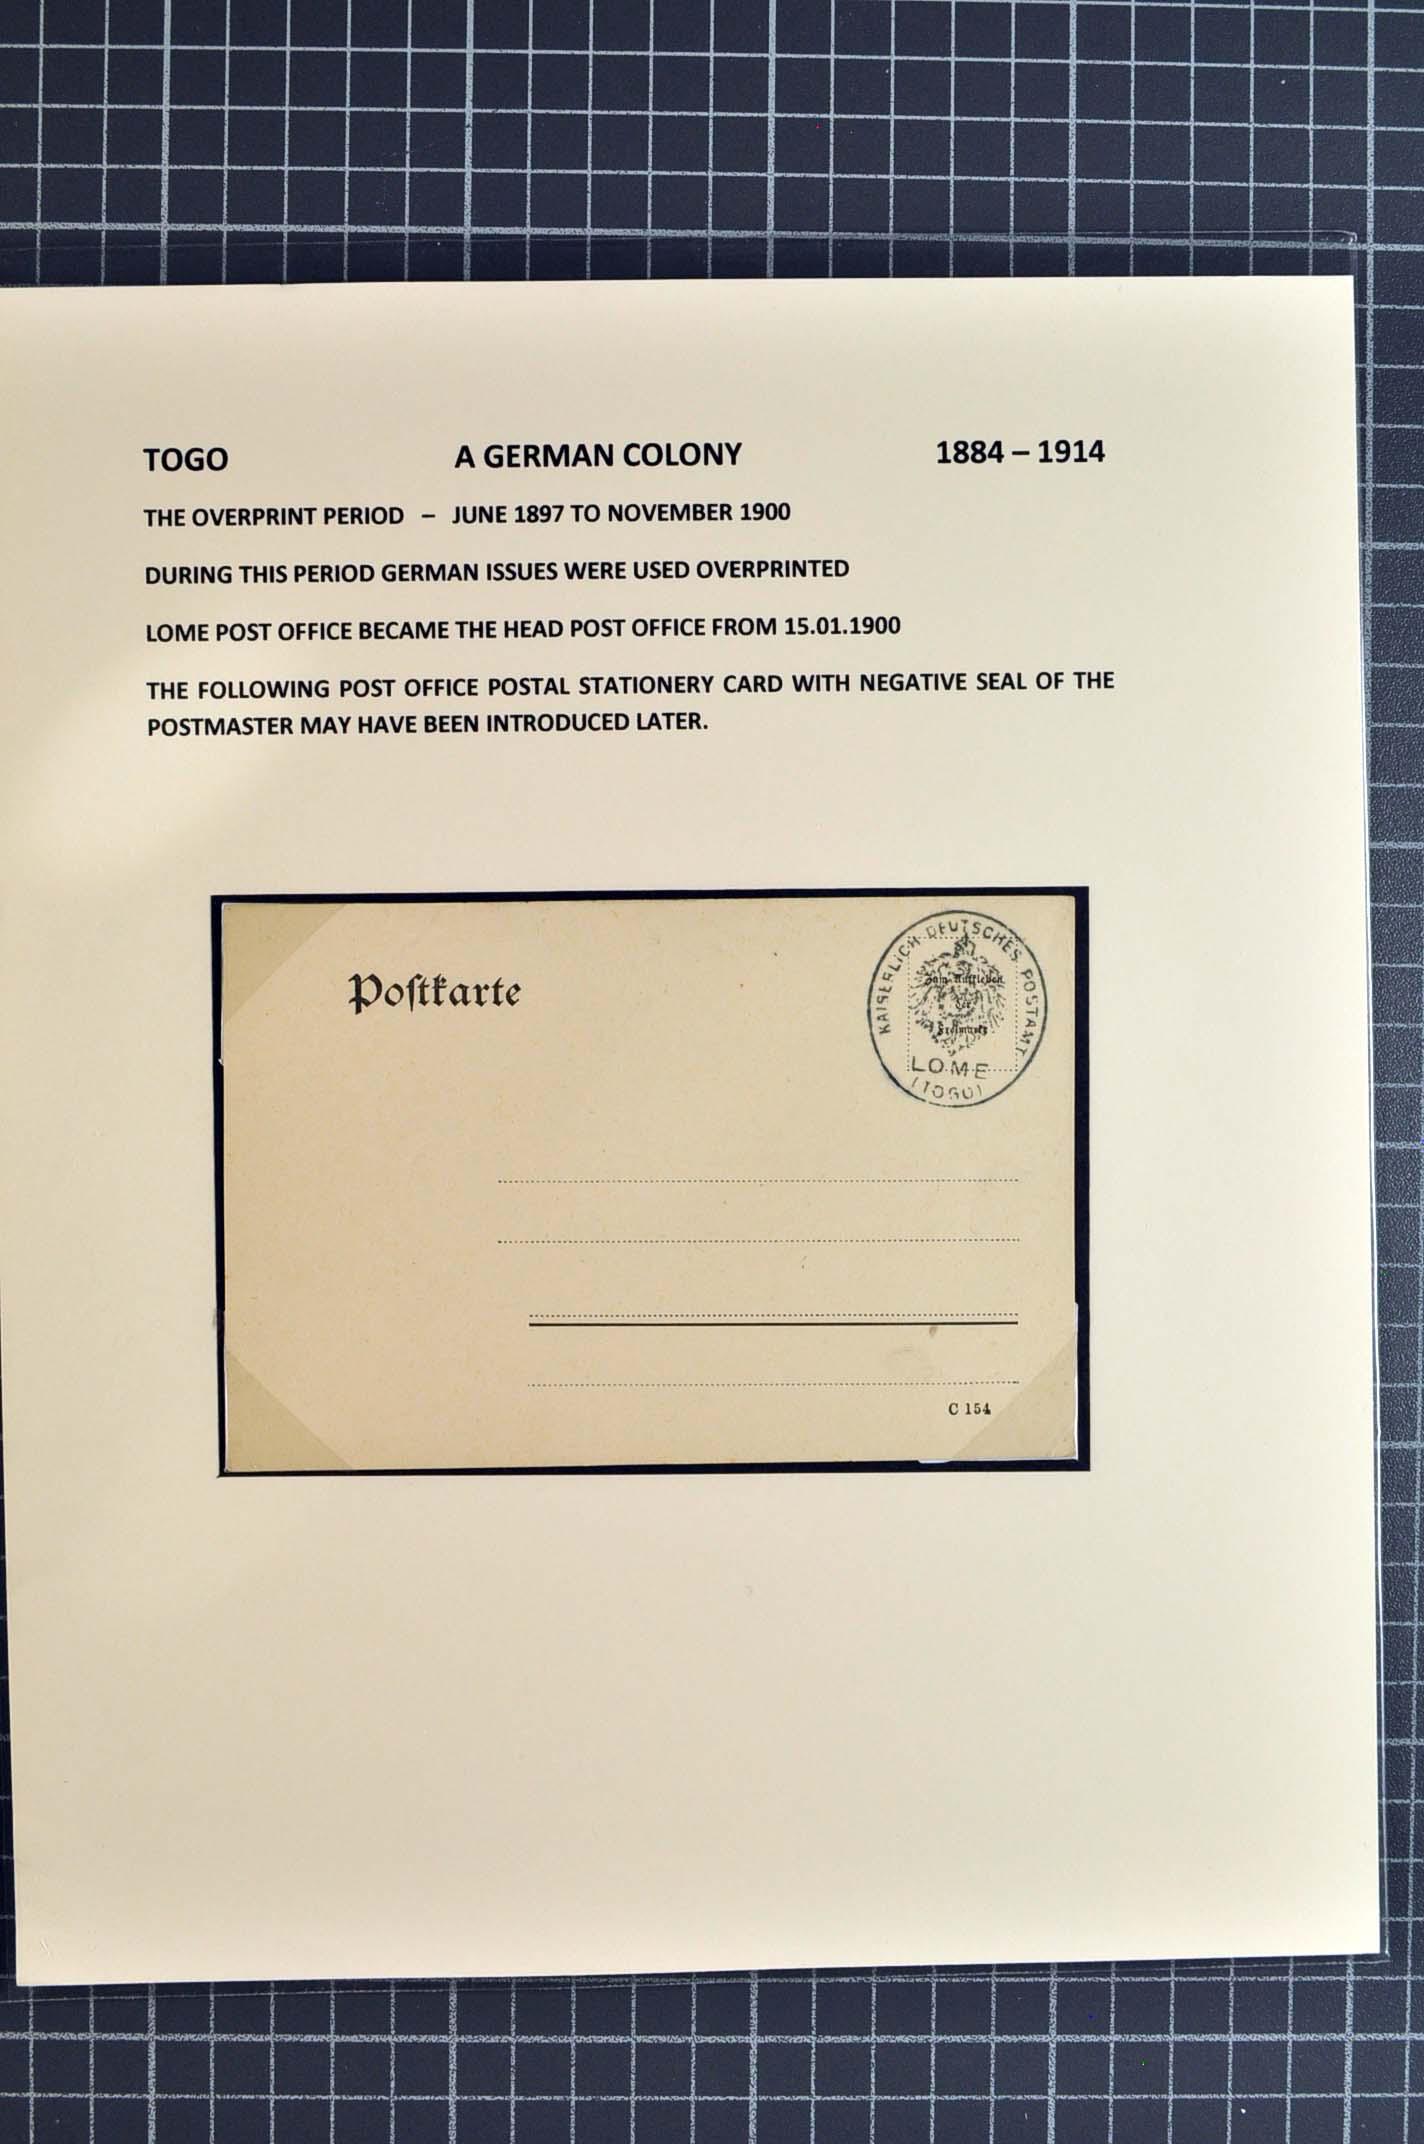 TOGO A GERMAN COLONY 1884 – 1914
THE OVERPRINT PERIOD – JUNE 1897 TO NOVEMBER 1900
DURING THIS PERIOD GERMAN ISSUES WERE USED OVERPRINTED
LOME POST OFFICE BECAME THE HEAD POST OFFICE FROM 15.01.1900
THE FOLLOWING POST OFFICE POSTAL STATIONERY CARD WITH NEGATIVE SEAL OF THE
POSTMASTER MAY HAVE BEEN INTRODUCED LATER.
Postkarte
KAISERLICH DEUTSCHES POSTAMT
der
LOME
(TOGO)
C 154